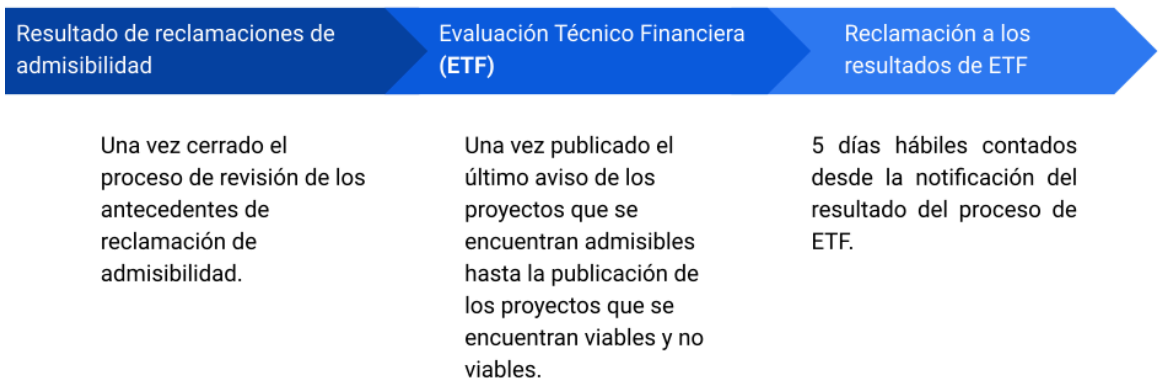 Resultado de reclamaciones de
admisibilidad
Evaluación Técnico Financiera
(ETF)
Reclamación a los
resultados de ETF
Una vez cerrado el
proceso de revisión de los
antecedentes de
reclamación de
admisibilidad.
Una vez publicado el
último aviso de los
proyectos que se
encuentran admisibles
hasta la publicación de
los proyectos que se
encuentran viables y no
viables.
5 días hábiles contados
desde la notificación del
resultado del proceso de
ETF.